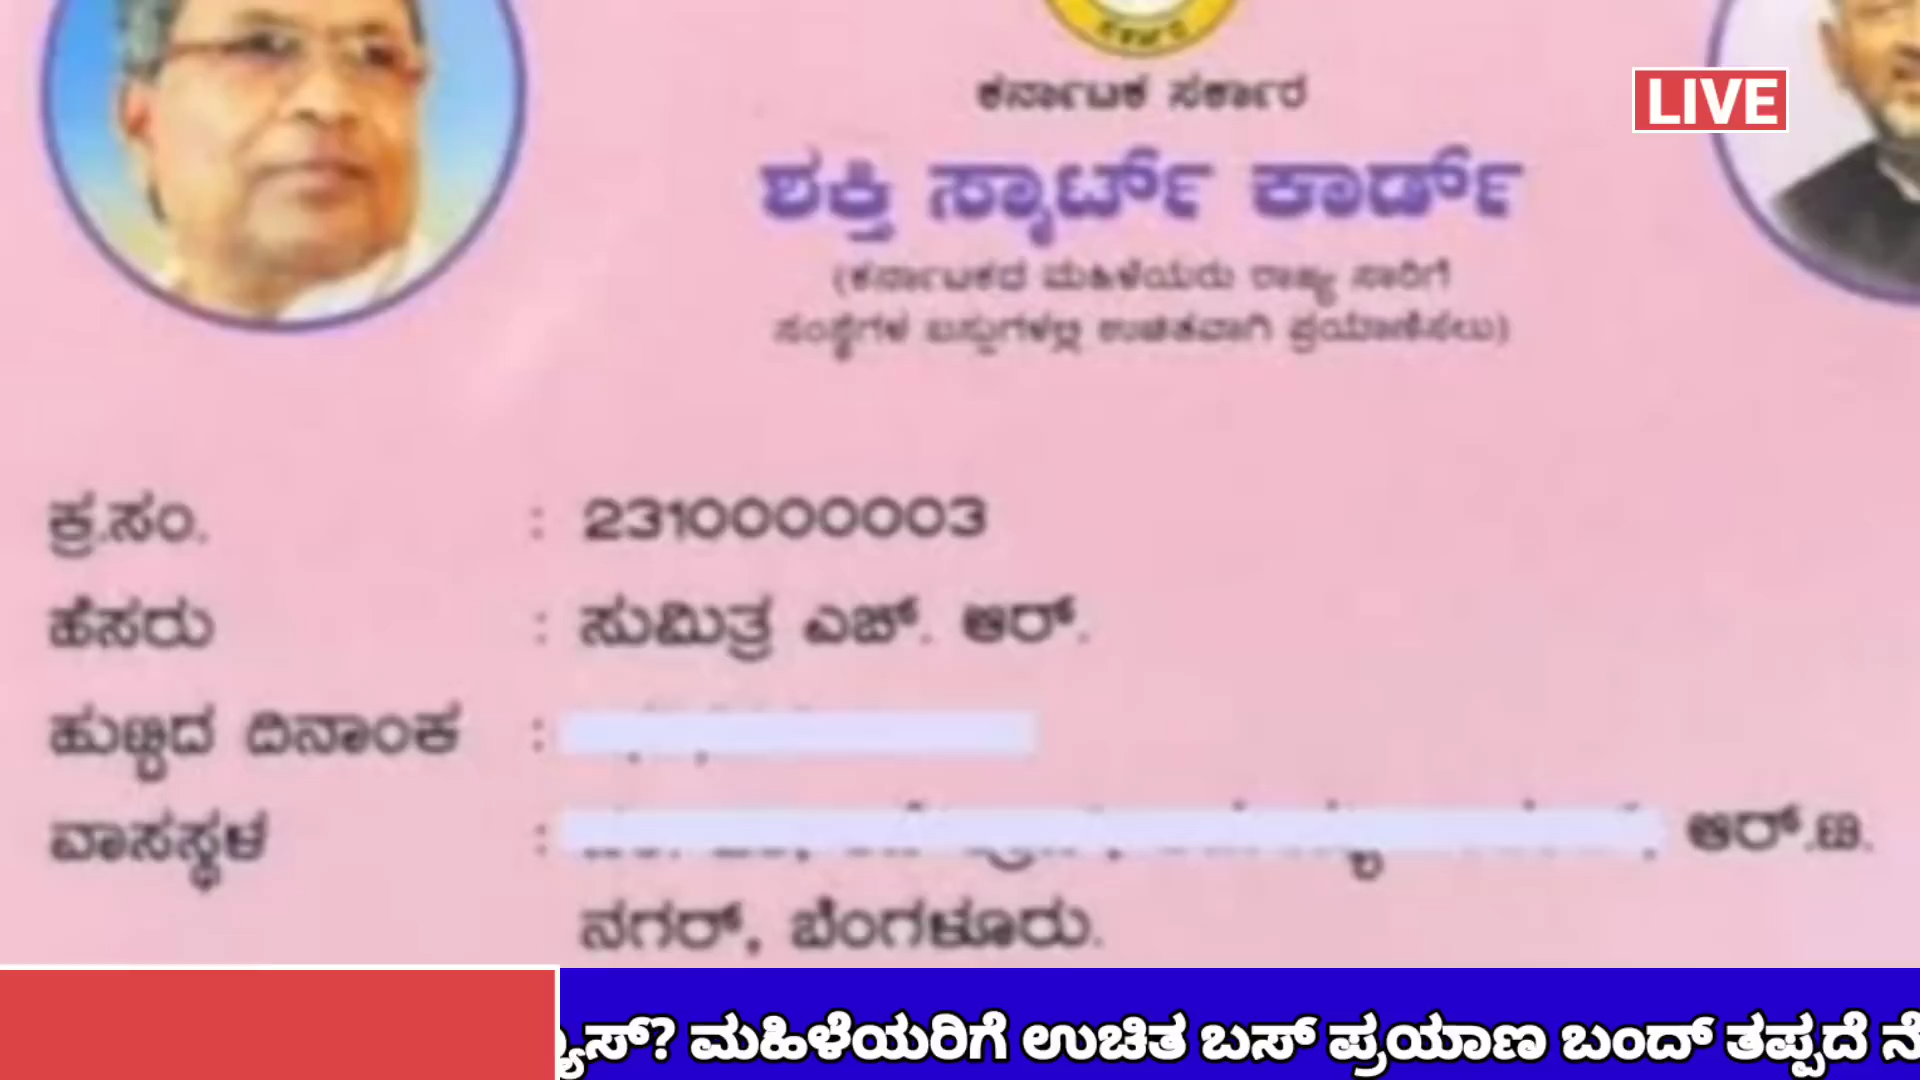 ಸರ್ಕಾರ
ಕರ್ನಾಟಕ ಸರ್ಕಾರ
LIVE
ಶಕ್ತಿ ಸ್ಮಾರ್ಟ್ ಕಾರ್ಡ್
(ಕರ್ನಾಟಕದ ಮಹಿಳೆಯರು ರಾಜ್ಯ ಸಾರಿಗೆ
ಸಂಸ್ಥೆಗಳ ಬಸ್ಸುಗಳಲ್ಲಿ ಉಚಿತವಾಗಿ ಪ್ರಯಾಣಿಸಲು)
ಕ್ರ.ಸಂ. : 2310000003
ಹೆಸರು : ಸುಮಿತ್ರ ಎಚ್. ಆರ್.
ಹುಟ್ಟಿದ ದಿನಾಂಕ :
ವಾಸಸ್ಥಳ : ಆರ್.ಟಿ.
ನಗರ್, ಬೆಂಗಳೂರು.
ಮಹಿಳೆಯರಿಗೆ ಉಚಿತ ಬಸ್ ಪ್ರಯಾಣ ಬಂದ್ ತಪ್ಪದೆ